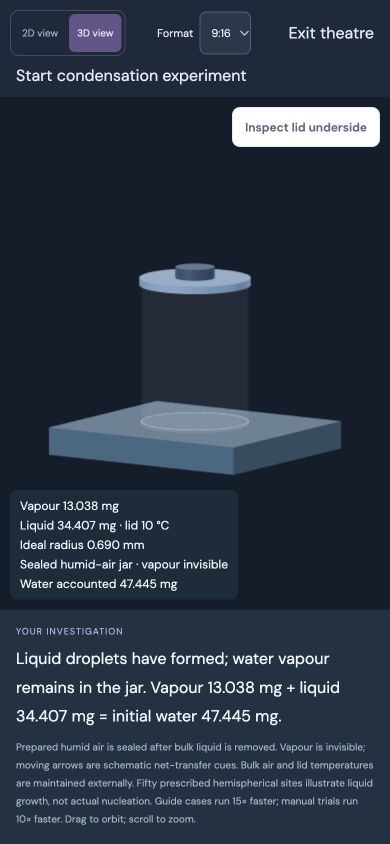 2D view
3D view
Format
9:16
Exit theatre
Start condensation experiment
Inspect lid underside
Vapour 13.038 mg
Liquid 34.407 mg · lid 10 °C
Ideal radius 0.690 mm
Sealed humid-air jar · vapour invisible
Water accounted 47.445 mg
YOUR INVESTIGATION
Liquid droplets have formed; water vapour
remains in the jar. Vapour 13.038 mg + liquid
34.407 mg = initial water 47.445 mg.
Prepared humid air is sealed after bulk liquid is removed. Vapour is invisible;
moving arrows are schematic net-transfer cues. Bulk air and lid temperatures
are maintained externally. Fifty prescribed hemispherical sites illustrate liquid
growth, not actual nucleation. Guide cases run 15× faster; manual trials run
10× faster. Drag to orbit; scroll to zoom.